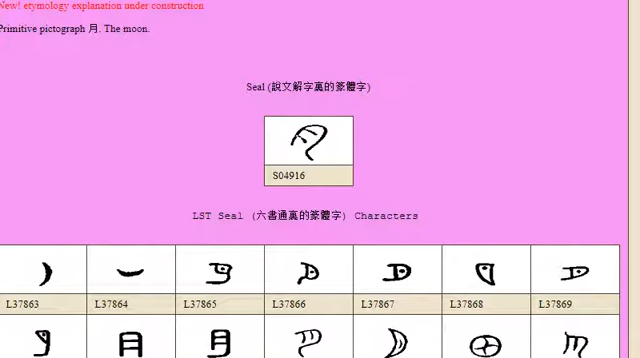 New! etymology explanation under construction
Primitive pictograph 月. The moon.
Seal (說文解字裏的篆體字)
S04916
LST Seal (六書通裏的篆體字) Characters
L37863 L37864 L37865 L37866 L37867 L37868 L37869